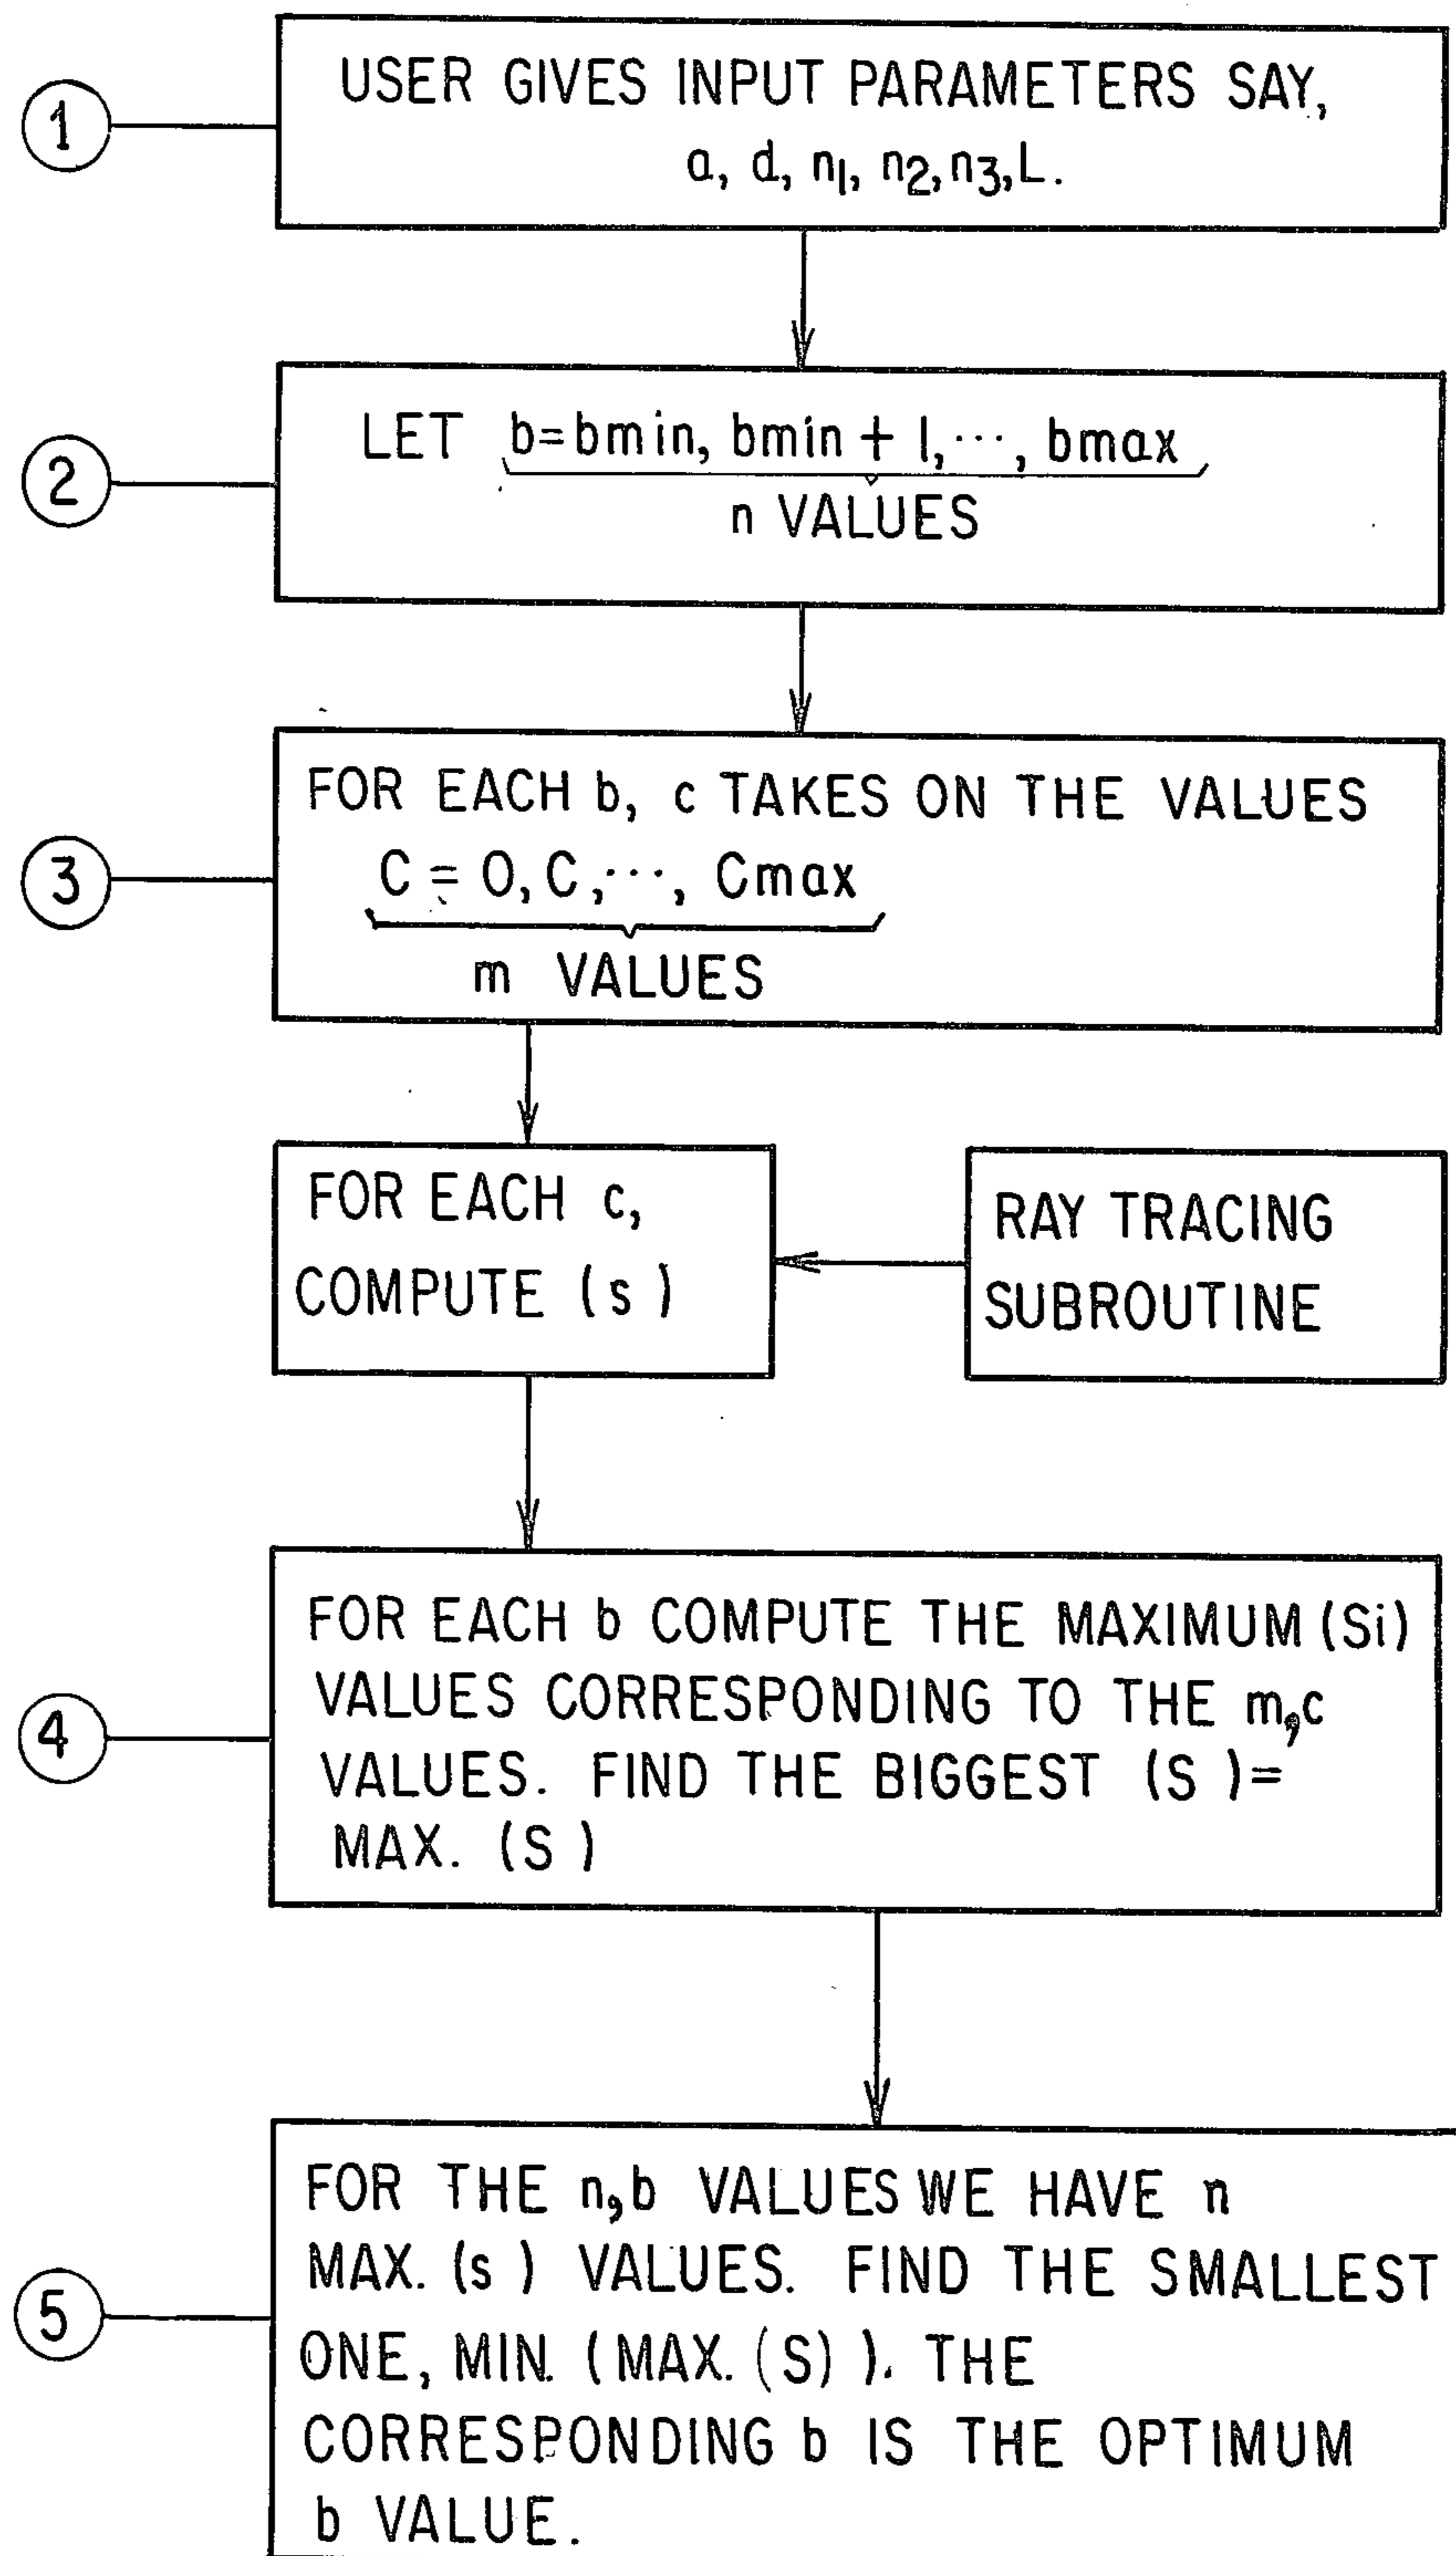 1
USER GIVES INPUT PARAMETERS SAY,
a, d, n1, n2, n3, L.
2
LET b=bmin, bmin + 1, ···, bmax
n VALUES
3
FOR EACH b, c TAKES ON THE VALUES
C = 0, C, ···, Cmax
m VALUES
FOR EACH c,
COMPUTE (s )
RAY TRACING
SUBROUTINE
4
FOR EACH b COMPUTE THE MAXIMUM (Si)
VALUES CORRESPONDING TO THE m,c
VALUES. FIND THE BIGGEST (S )=
MAX. (S )
5
FOR THE n,b VALUES WE HAVE n
MAX. (s ) VALUES. FIND THE SMALLEST
ONE, MIN. (MAX. (S) ). THE
CORRESPONDING b IS THE OPTIMUM
b VALUE.